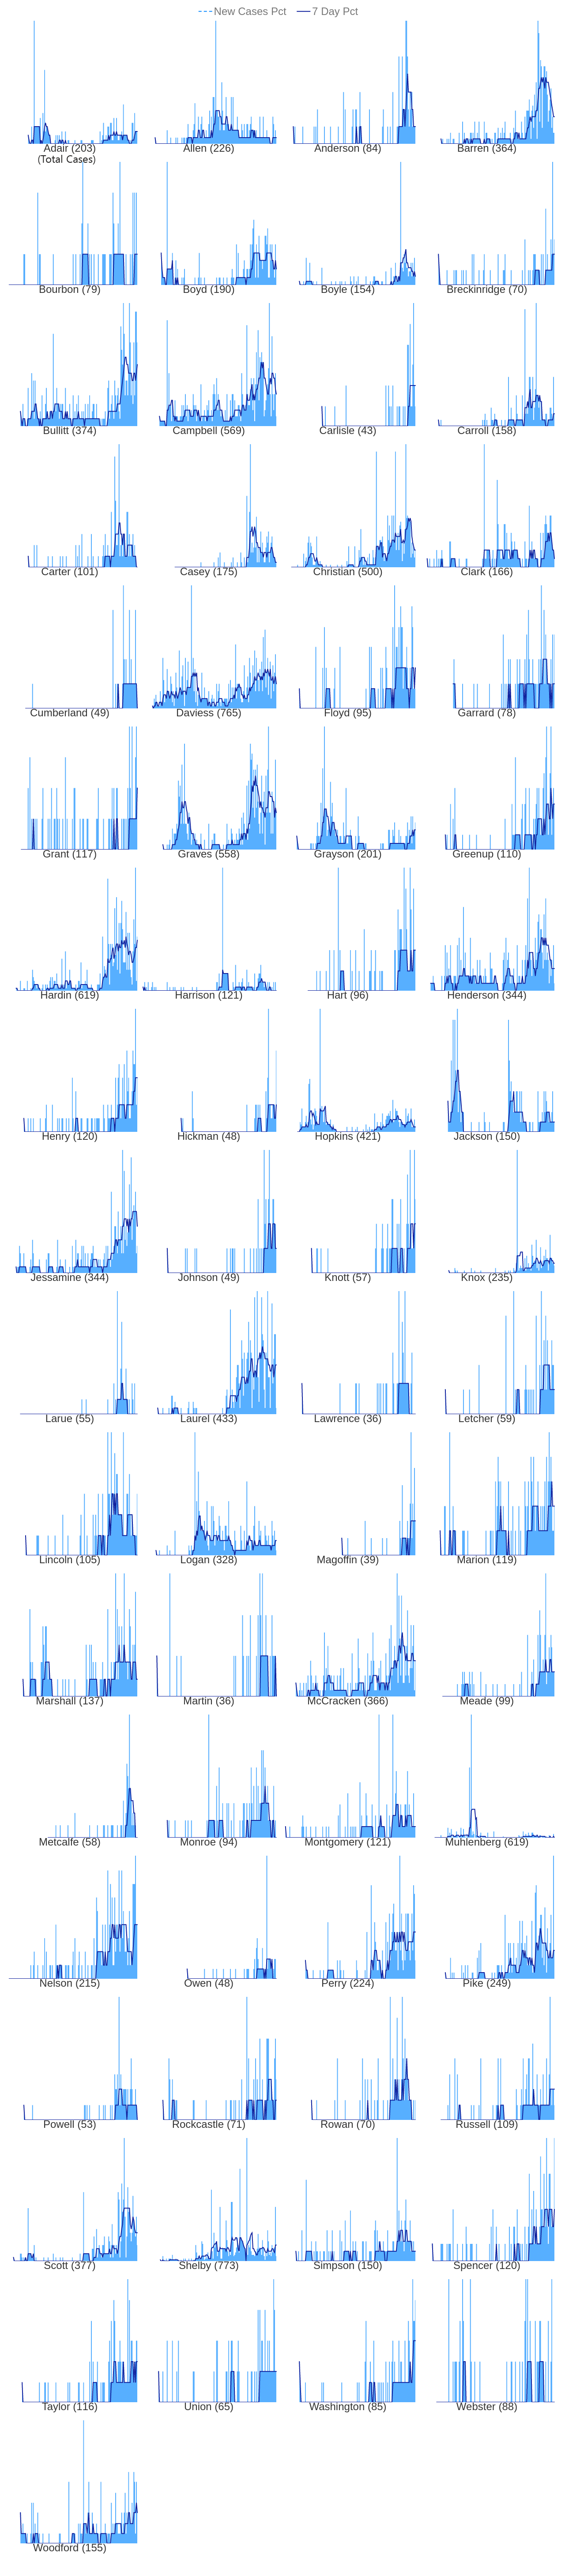 New Cases Pct 7 Day Pct
Adair (203) Allen (226) Anderson (84) Barren (364)
(Total Cases)
Bourbon (79) Boyd (190) Boyle (154) Breckinridge (70)
Bullitt (374) Campbell (569) Carlisle (43) Carroll (158)
Carter (101) Casey (175) Christian (500) Clark (166)
Cumberland (49) Daviess (765) Floyd (95) Garrard (78)
Grant (117) Graves (558) Grayson (201) Greenup (110)
Hardin (619) Harrison (121) Hart (96) Henderson (344)
Henry (120) Hickman (48) Hopkins (421) Jackson (150)
Jessamine (344) Johnson (49) Knott (57) Knox (235)
Larue (55) Laurel (433) Lawrence (36) Letcher (59)
Lincoln (105) Logan (328) Magoffin (39) Marion (119)
Marshall (137) Martin (36) McCracken (366) Meade (99)
Metcalfe (58) Monroe (94) Montgomery (121) Muhlenberg (619)
Nelson (215) Owen (48) Perry (224) Pike (249)
Powell (53) Rockcastle (71) Rowan (70) Russell (109)
Scott (377) Shelby (773) Simpson (150) Spencer (120)
Taylor (116) Union (65) Washington (85) Webster (88)
Woodford (155)